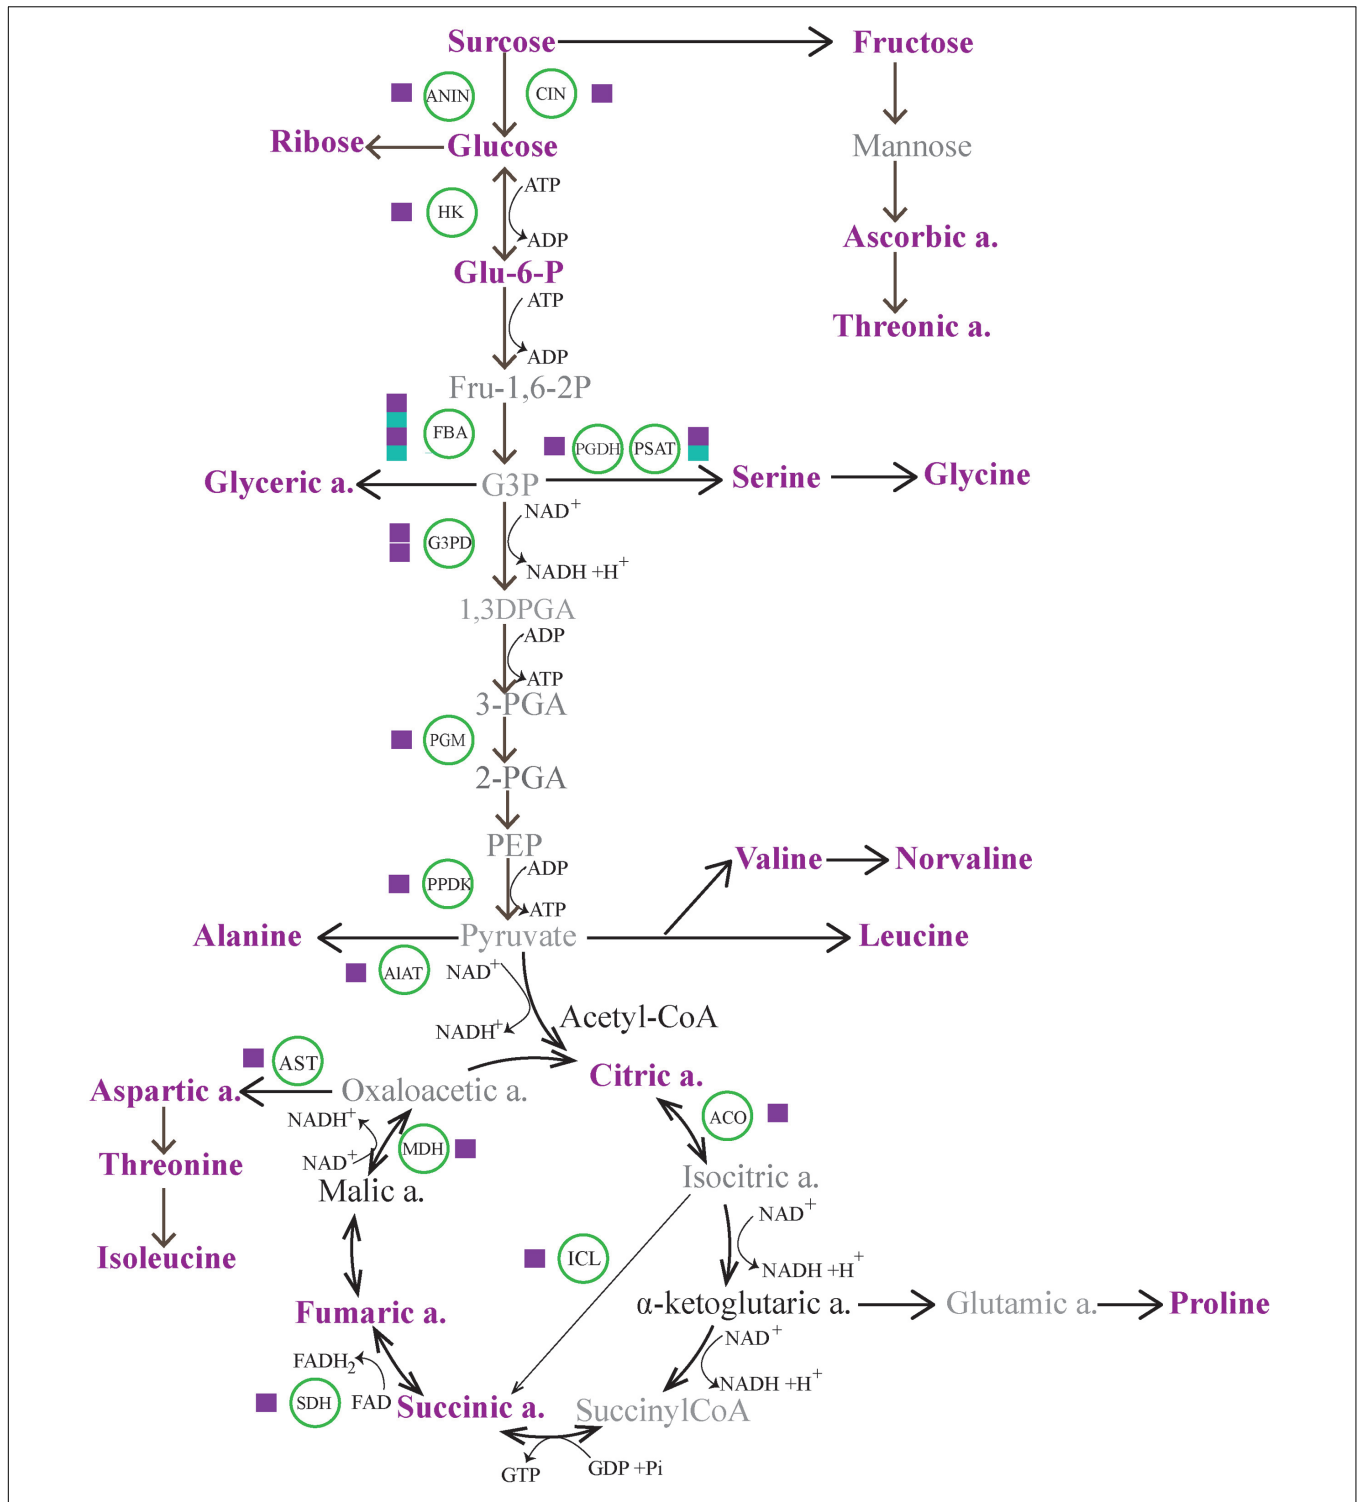 Surcose Fructose
ANIN CIN
Ribose Glucose Mannose
ATP
HK
ADP
Ascorbic a.
Glu-6-P
ATP
Threonic a.
ADP
Fru-1,6-2P
FBA
PGDH PSAT
Glyceric a. G3P Serine Glycine
NAD+
G3PD
NADH +H+
1,3DPGA
ADP
ATP
3-PGA
PGM
2-PGA
PEP Valine Norvaline
ADP
PPDK
ATP
Alanine Pyruvate Leucine
AIAT NAD+
Acetyl-CoA
NADH+
AST Citric a.
Aspartic a. Oxaloacetic a.
NADH+ ACO
MDH
Threonine NAD+
Malic a. Isocitric a.
NAD+
Isoleucine ICL
NADH +H+
Fumaric a. α-ketoglutaric a. Glutamic a. Proline
NAD+
FADH2
NADH +H+
SDH FAD Succinic a. SuccinylCoA
GTP GDP +Pi